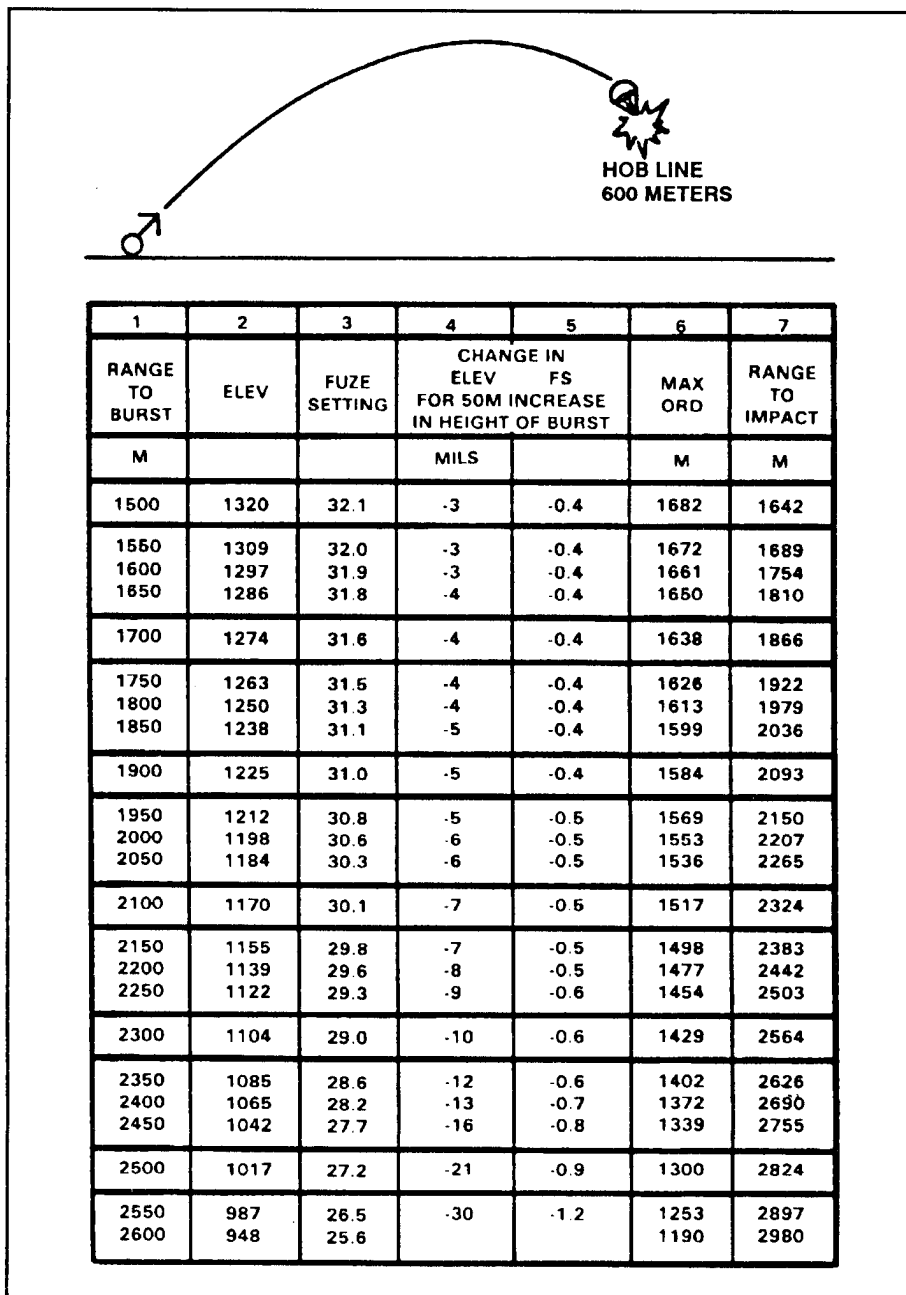 HOB LINE
600 METERS
1 2 3 4 5 6 7
RANGE TO BURST ELEV FUZE SETTING CHANGE IN ELEV FS FOR 50M INCREASE IN HEIGHT OF BURST MAX ORD RANGE TO IMPACT
M MILS M M
1500 1320 32.1 -3 -0.4 1682 1642
1550 1309 32.0 -3 -0.4 1672 1689
1600 1297 31.9 -3 -0.4 1661 1754
1650 1286 31.8 -4 -0.4 1650 1810
1700 1274 31.6 -4 -0.4 1638 1866
1750 1263 31.5 -4 -0.4 1626 1922
1800 1250 31.3 -4 -0.4 1613 1979
1850 1238 31.1 -5 -0.4 1599 2036
1900 1225 31.0 -5 -0.4 1584 2093
1950 1212 30.8 -5 -0.5 1569 2150
2000 1198 30.6 -6 -0.5 1553 2207
2050 1184 30.3 -6 -0.5 1536 2265
2100 1170 30.1 -7 -0.5 1517 2324
2150 1155 29.8 -7 -0.5 1498 2383
2200 1139 29.6 -8 -0.5 1477 2442
2250 1122 29.3 -9 -0.6 1454 2503
2300 1104 29.0 -10 -0.6 1429 2564
2350 1085 28.6 -12 -0.6 1402 2626
2400 1065 28.2 -13 -0.7 1372 2690
2450 1042 27.7 -16 -0.8 1339 2755
2500 1017 27.2 -21 -0.9 1300 2824
2550 987 26.5 -30 -1.2 1253 2897
2600 948 25.6 1190 2980